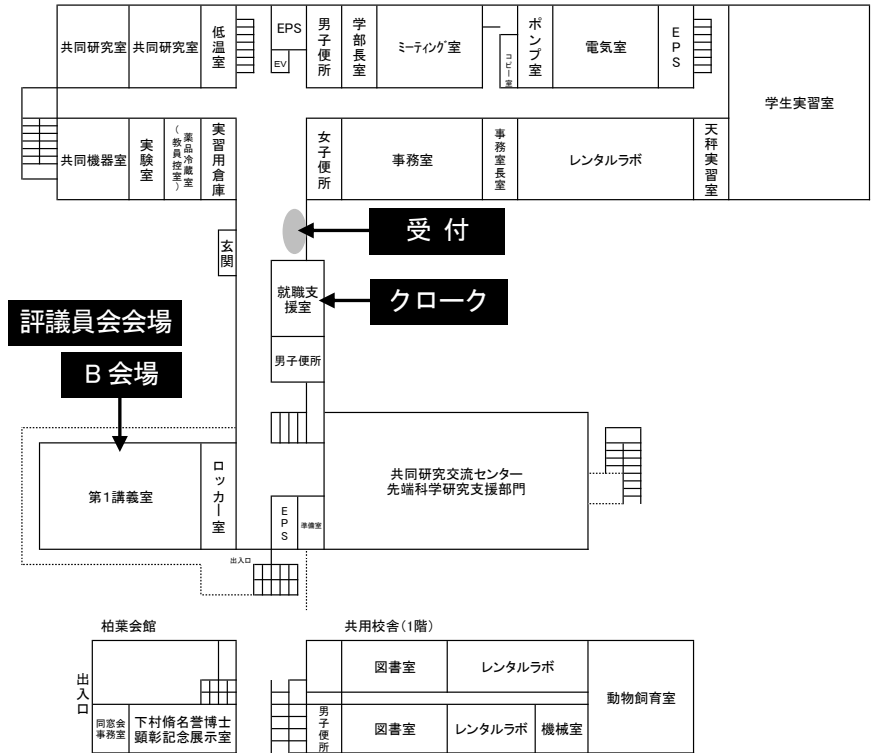 共同研究室
共同研究室
低温室
EPS
EV
男子便所
学部長室
ミーティング室
コピー室
ポンプ室
電気室
EPS
学生実習室
共同機器室
実験室
薬品冷蔵室
(教員控室)
実習用倉庫
女子便所
事務室
事務室長室
レンタルラボ
天秤実習室
受 付
玄関
就職支
援室
クローク
評議員会会場
B 会場
男子便所
第1講義室
ロッカー室
共同研究交流センター
先端科学研究支援部門
EPS
準備室
出入口
柏葉会館
共用校舎(1階)
出入口
図書室
レンタルラボ
動物飼育室
同窓会
事務室
下村脩名誉博士
顕彰記念展示室
男子便所
図書室
レンタルラボ
機械室